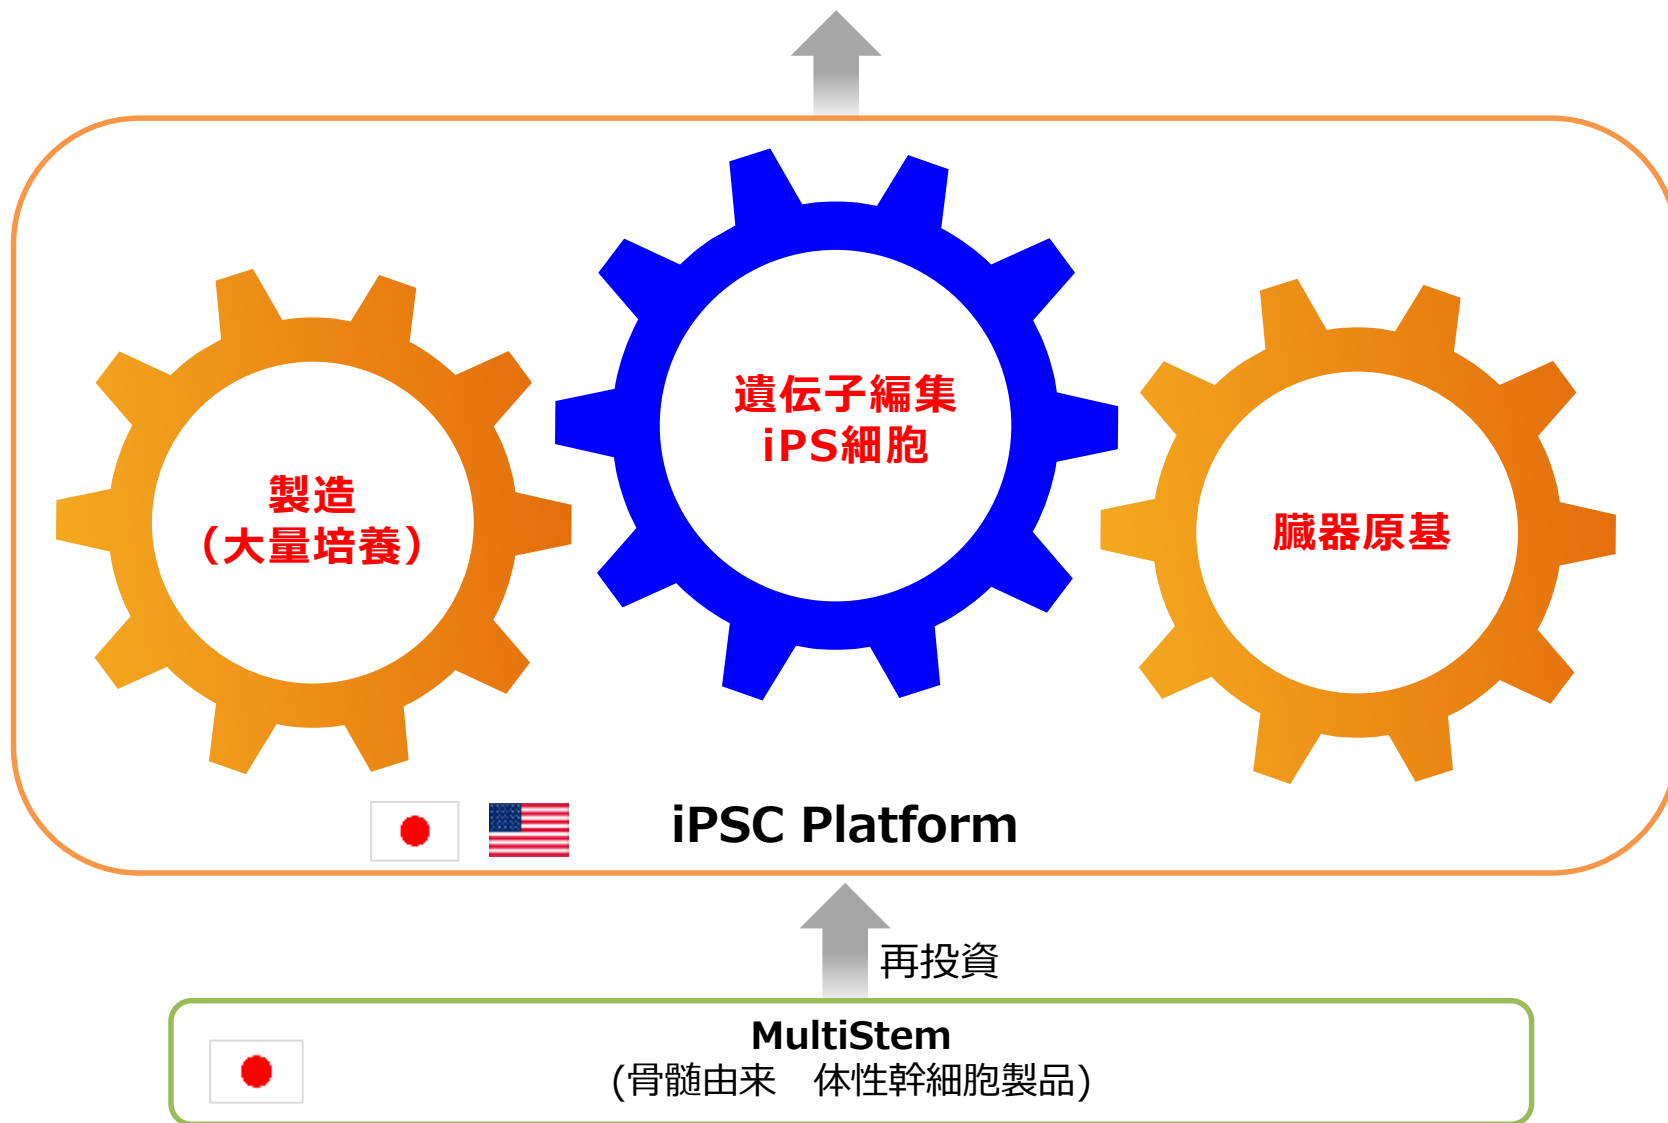 遺伝子編集
iPS細胞
製造
（大量培養）
臓器原基
iPSC Platform
再投資
MultiStem
(骨髄由来　体性幹細胞製品)